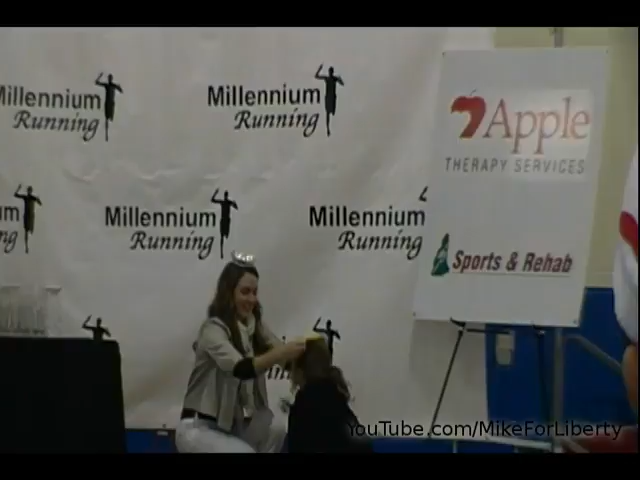 Millennium
Running
Millennium
Running
Apple
THERAPY SERVICES
Millennium
Running
Millennium
Running
Sports & Rehab
YouTube.com/MikeForLiberty